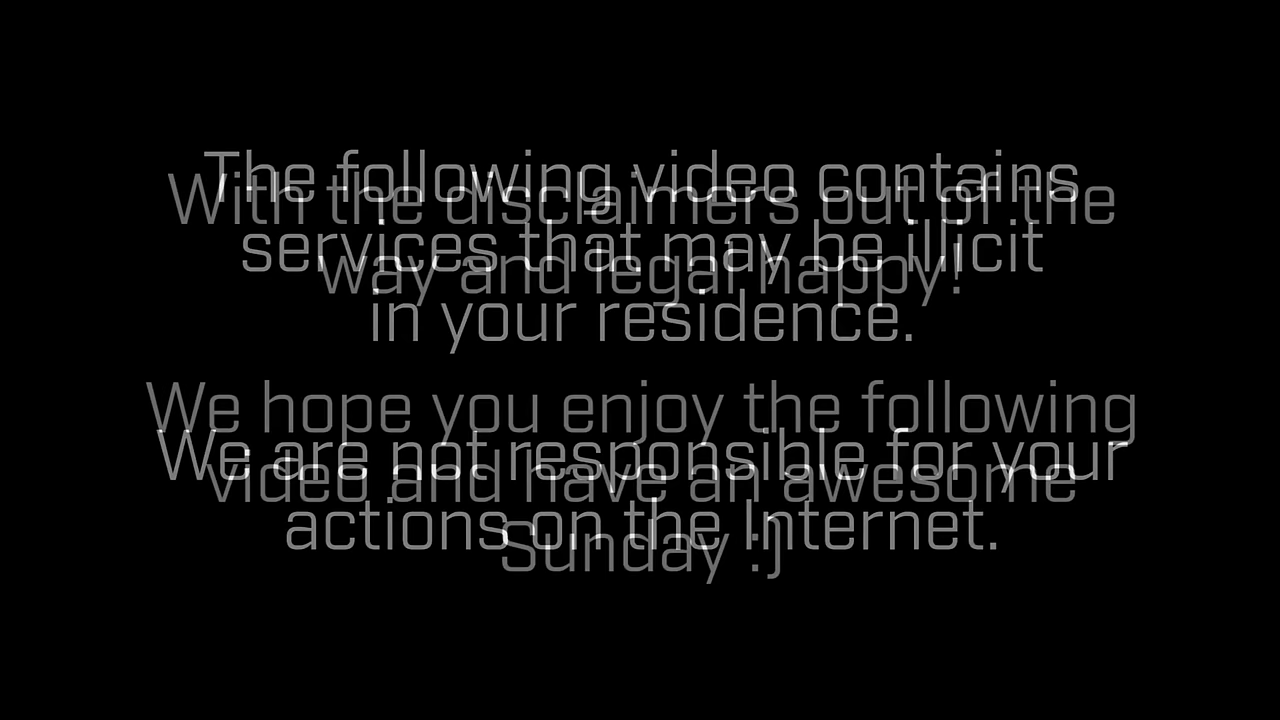 The following video contains
services that may be illicit
in your residence.
We are not responsible for your
actions on the Internet.
With the disclaimers out of the
way and legal happy!
We hope you enjoy the following
video and have an awesome
Sunday :)